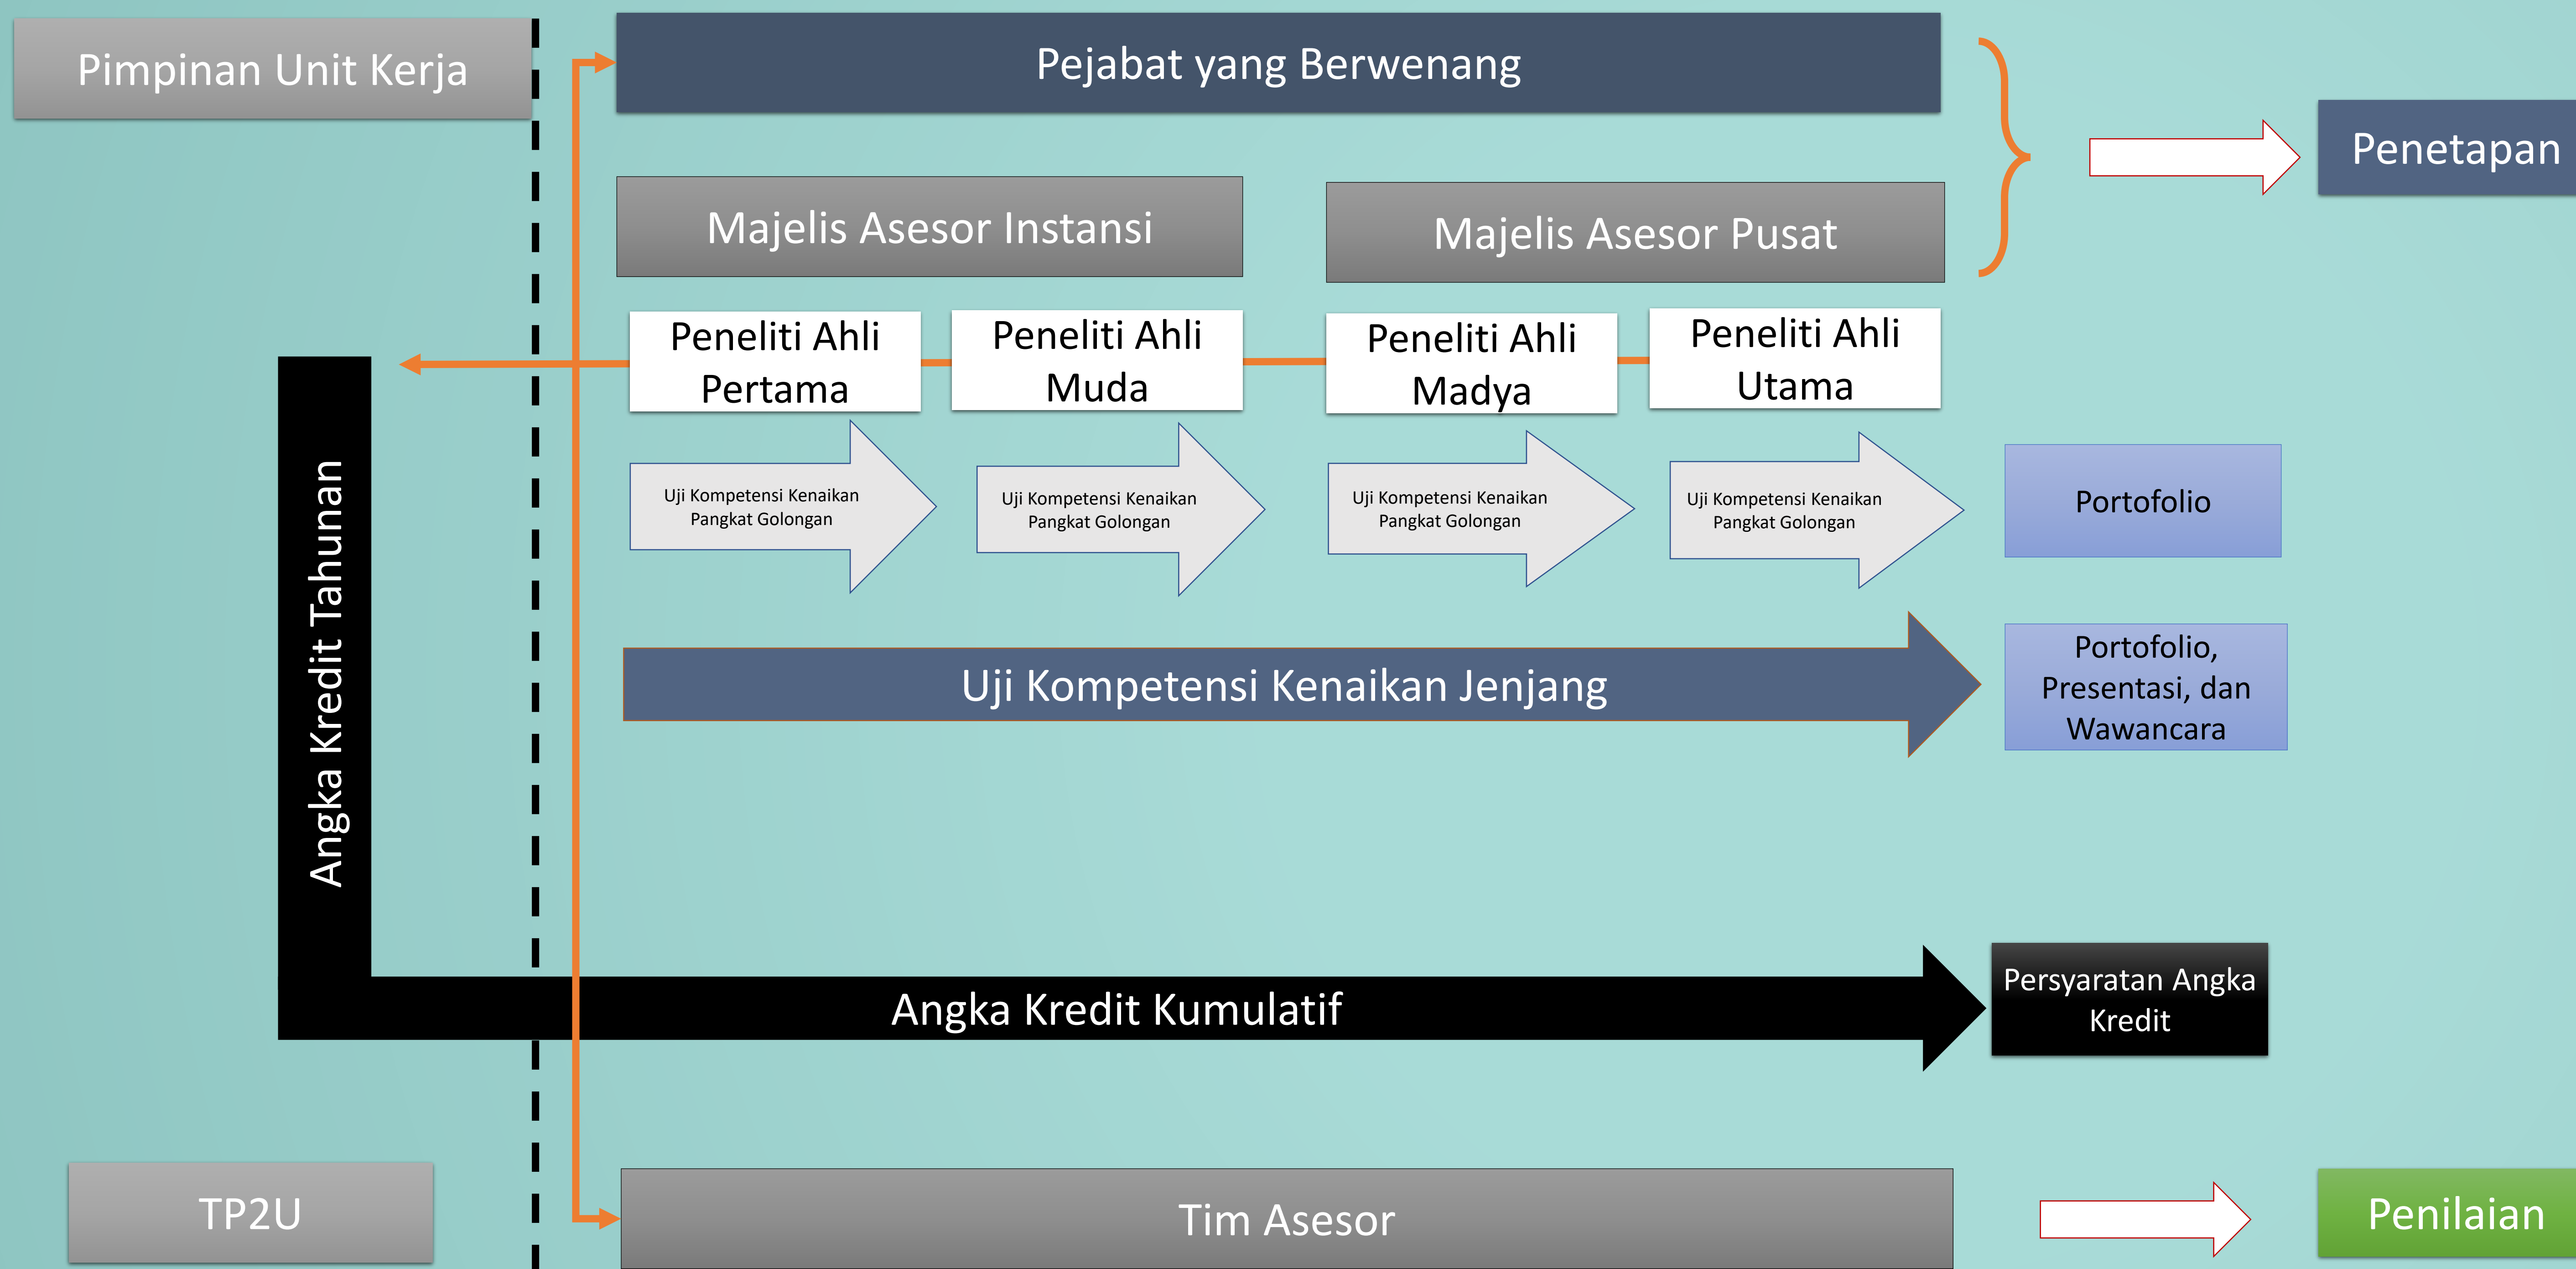 Pimpinan Unit Kerja
Pejabat yang Berwenang
Penetapan
Majelis Asesor Instansi
Majelis Asesor Pusat
Peneliti Ahli
Pertama
Peneliti Ahli
Muda
Peneliti Ahli
Madya
Peneliti Ahli
Utama
Uji Kompetensi Kenaikan
Pangkat Golongan
Uji Kompetensi Kenaikan
Pangkat Golongan
Uji Kompetensi Kenaikan
Pangkat Golongan
Uji Kompetensi Kenaikan
Pangkat Golongan
Portofolio
Angka Kredit Tahunan
Uji Kompetensi Kenaikan Jenjang
Portofolio,
Presentasi, dan
Wawancara
Angka Kredit Kumulatif
Persyaratan Angka
Kredit
TP2U
Tim Asesor
Penilaian